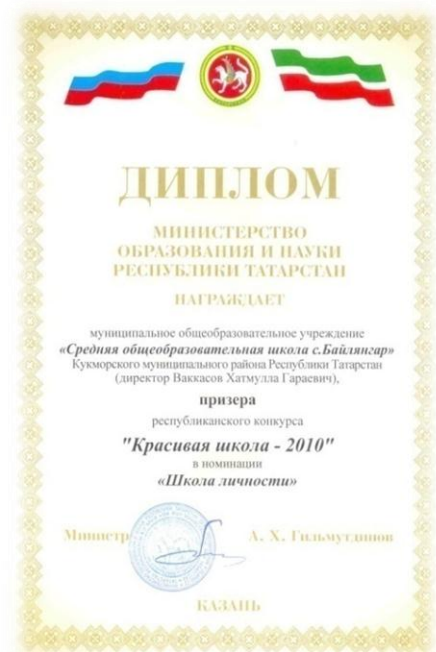 ДИПЛОМ
МИНИСТЕРСТВО
ОБРАЗОВАНИЯ И НАУКИ
РЕСПУБЛИКИ ТАТАРСТАН
НАГРАЖДАЕТ
муниципальное общеобразовательное учреждение
«Средняя общеобразовательная школа с.Байлянгар»
Кукморского муниципального района Республики Татарстан
(директор Ваккасов Хатмулла Гараевич),
призера
республиканского конкурса
"Красивая школа - 2010"
в номинации
«Школа личности»
Министр А. Х. Гильмутдинов
КАЗАНЬ